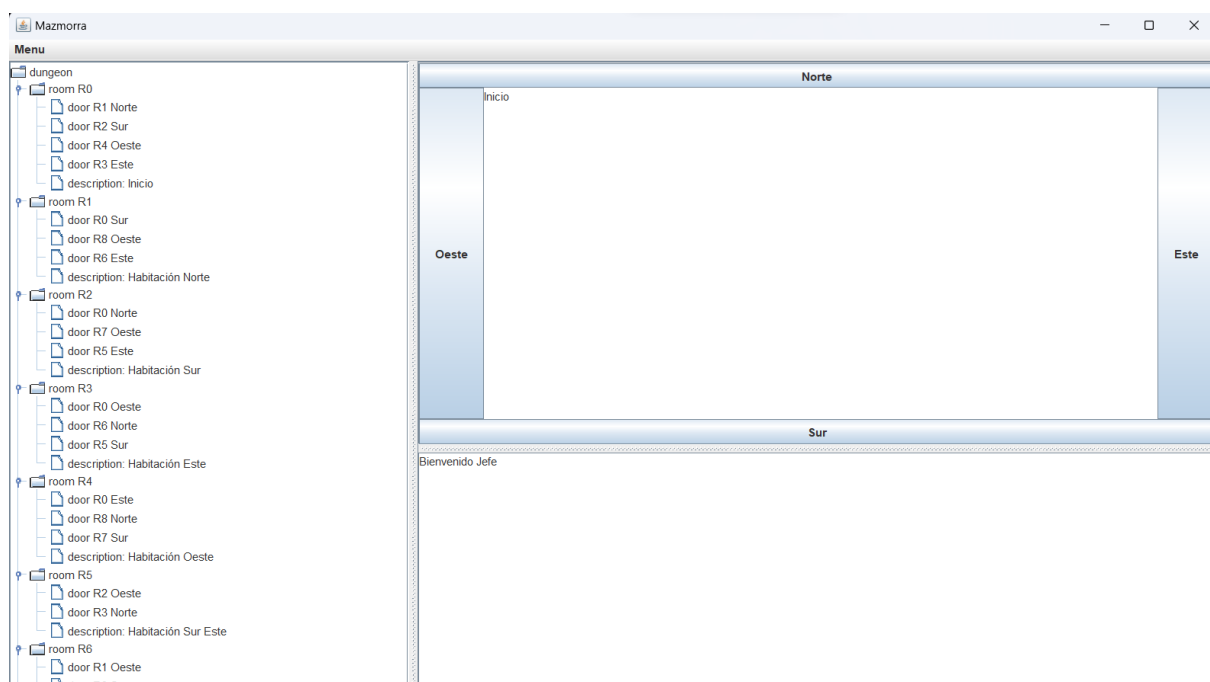 Mazmorra
Menu
dungeon
room R0
door R1 Norte
door R2 Sur
door R4 Oeste
door R3 Este
description: Inicio
room R1
door R0 Sur
door R8 Oeste
door R6 Este
description: Habitación Norte
room R2
door R0 Norte
door R7 Oeste
door R5 Este
description: Habitación Sur
room R3
door R0 Oeste
door R6 Norte
door R5 Sur
description: Habitación Este
room R4
door R0 Este
door R8 Norte
door R7 Sur
description: Habitación Oeste
room R5
door R2 Oeste
door R3 Norte
description: Habitación Sur Este
room R6
door R1 Oeste
Norte
Oeste
Inicio
Este
Sur
Bienvenido Jefe